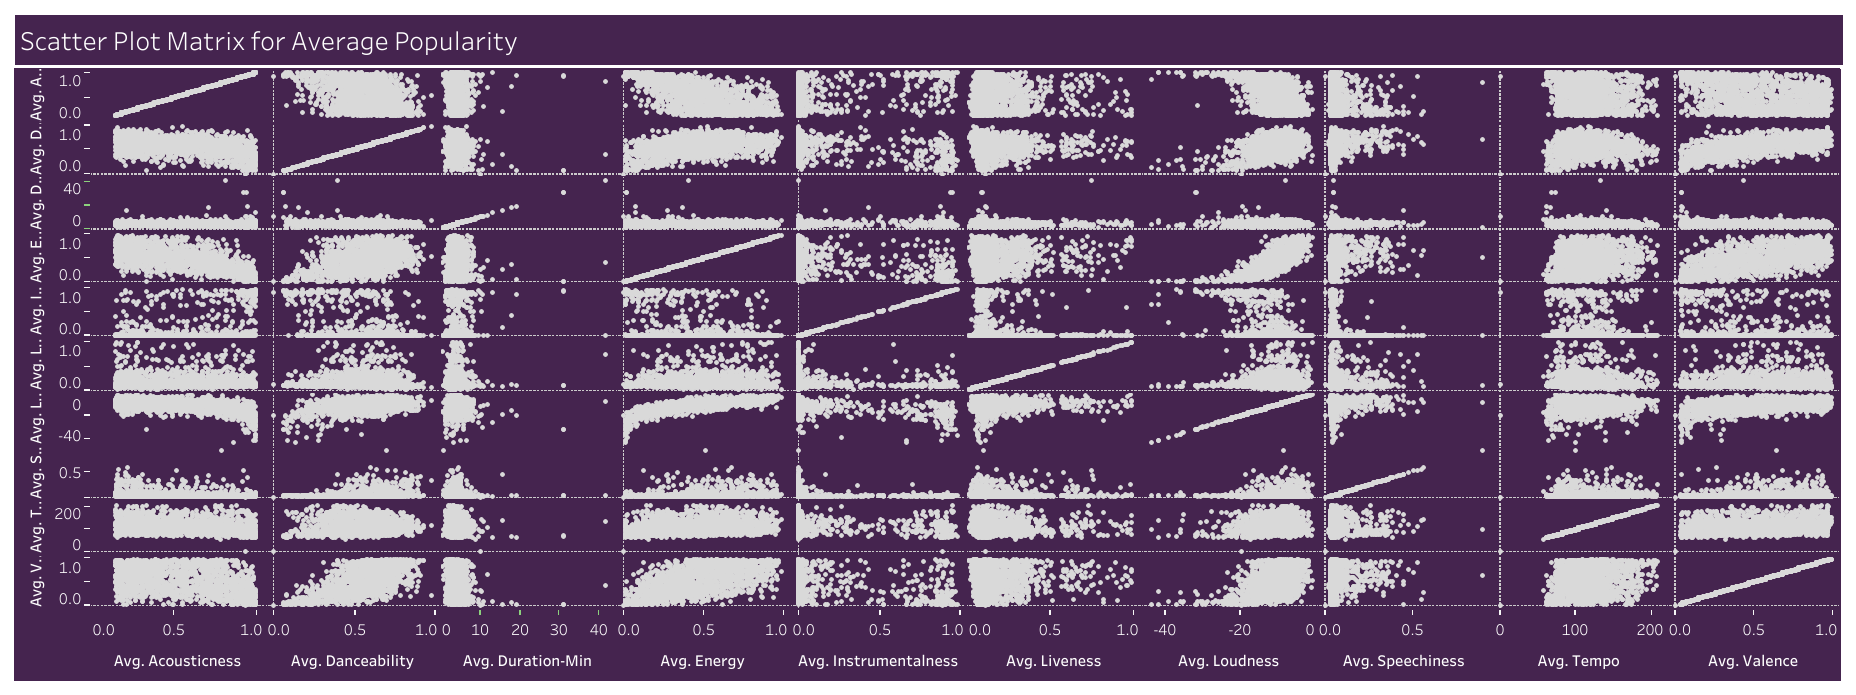 Scatter Plot Matrix for Average Popularity
Avg. A..
1.0
0.0
Avg. D..
1.0
0.0
Avg. D..
40
0
Avg. E..
1.0
0.0
Avg. I..
1.0
0.0
Avg. L..
1.0
0.0
Avg. L..
0
-40
Avg. S..
0.5
Avg. T..
200
0
Avg. V..
1.0
0.0
0.0 0.5 1.0 0.0 0.5 1.0 0 10 20 30 40 0.0 0.5 1.0 0.0 0.5 1.0 0.0 0.5 1.0 -40 -20 0 0.0 0.5 0 100 200 0.0 0.5 1.0
Avg. Acousticness Avg. Danceability Avg. Duration-Min Avg. Energy Avg. Instrumentalness Avg. Liveness Avg. Loudness Avg. Speechiness Avg. Tempo Avg. Valence